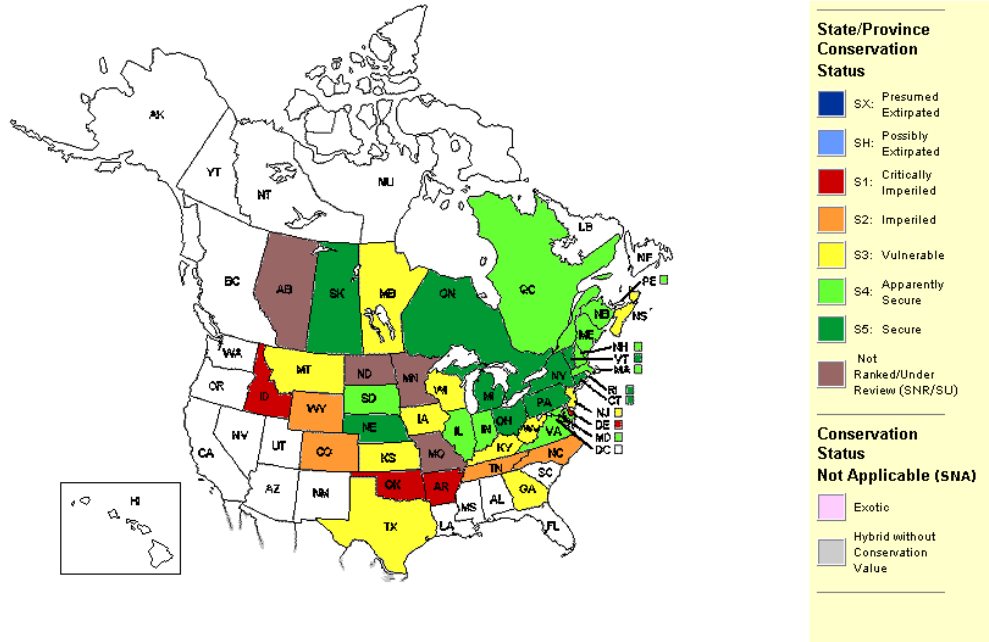 AK
YT
NT
NU
BC
AB
SK
MB
ON
QC
LB
NF
PE
NB
NS
ME
NH
VT
MA
RI
CT
NJ
DE
MD
DC
WA
OR
CA
NV
ID
MT
WY
UT
AZ
CO
NM
ND
SD
NE
KS
OK
TX
MN
IA
MO
AR
LA
WI
IL
MI
IN
OH
KY
TN
MS
AL
GA
FL
SC
NC
VA
WV
PA
NY
HI
State/Province
Conservation
Status
SX: Presumed
Extirpated
SH: Possibly
Extirpated
S1: Critically
Imperiled
S2: Imperiled
S3: Vulnerable
S4: Apparently
Secure
S5: Secure
Not
Ranked/Under
Review (SNR/SU)
Conservation
Status
Not Applicable (SNA)
Exotic
Hybrid without
Conservation
Value